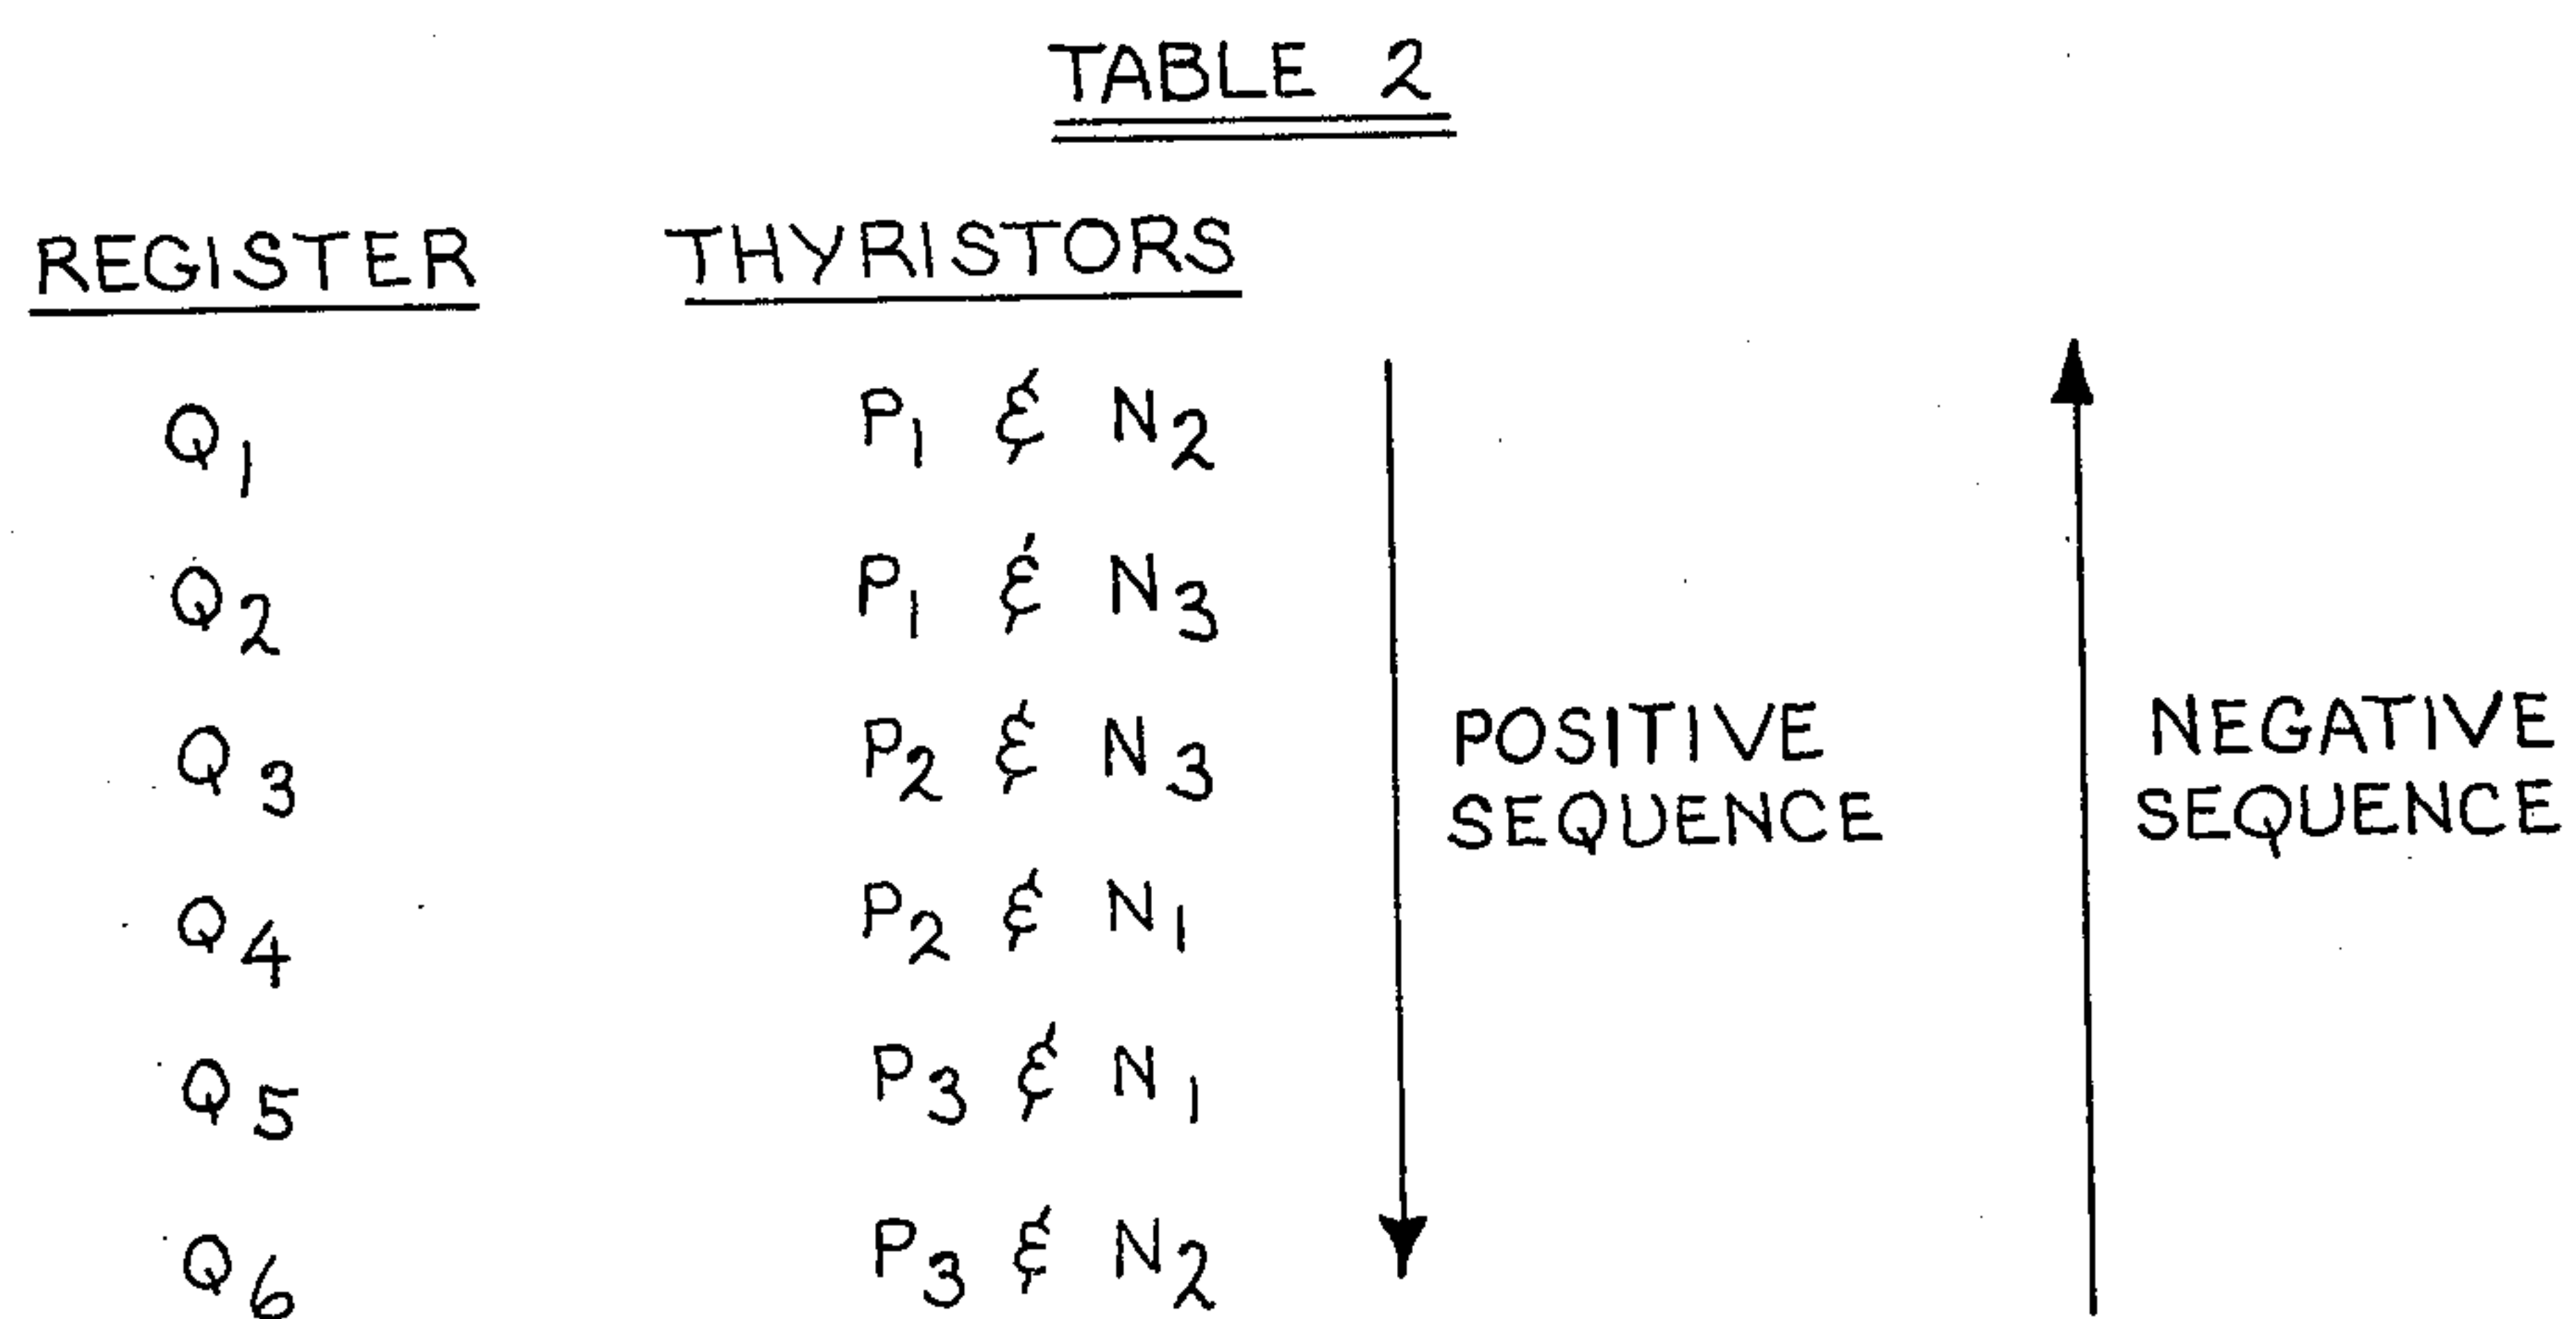 TABLE 2
REGISTER THYRISTORS
Q1 P1 & N2
Q2 P1 & N3
Q3 P2 & N3
Q4 P2 & N1
Q5 P3 & N1
Q6 P3 & N2
POSITIVE
SEQUENCE
NEGATIVE
SEQUENCE